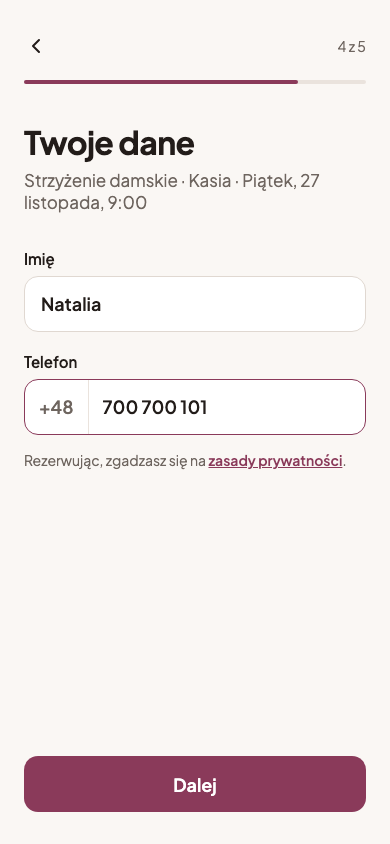 4 z 5
Twoje dane
Strzyżenie damskie · Kasia · Piątek, 27
listopada, 9:00
Imię
Natalia
Telefon
+48 700 700 101
Rezerwując, zgadzasz się na zasady prywatności.
Dalej